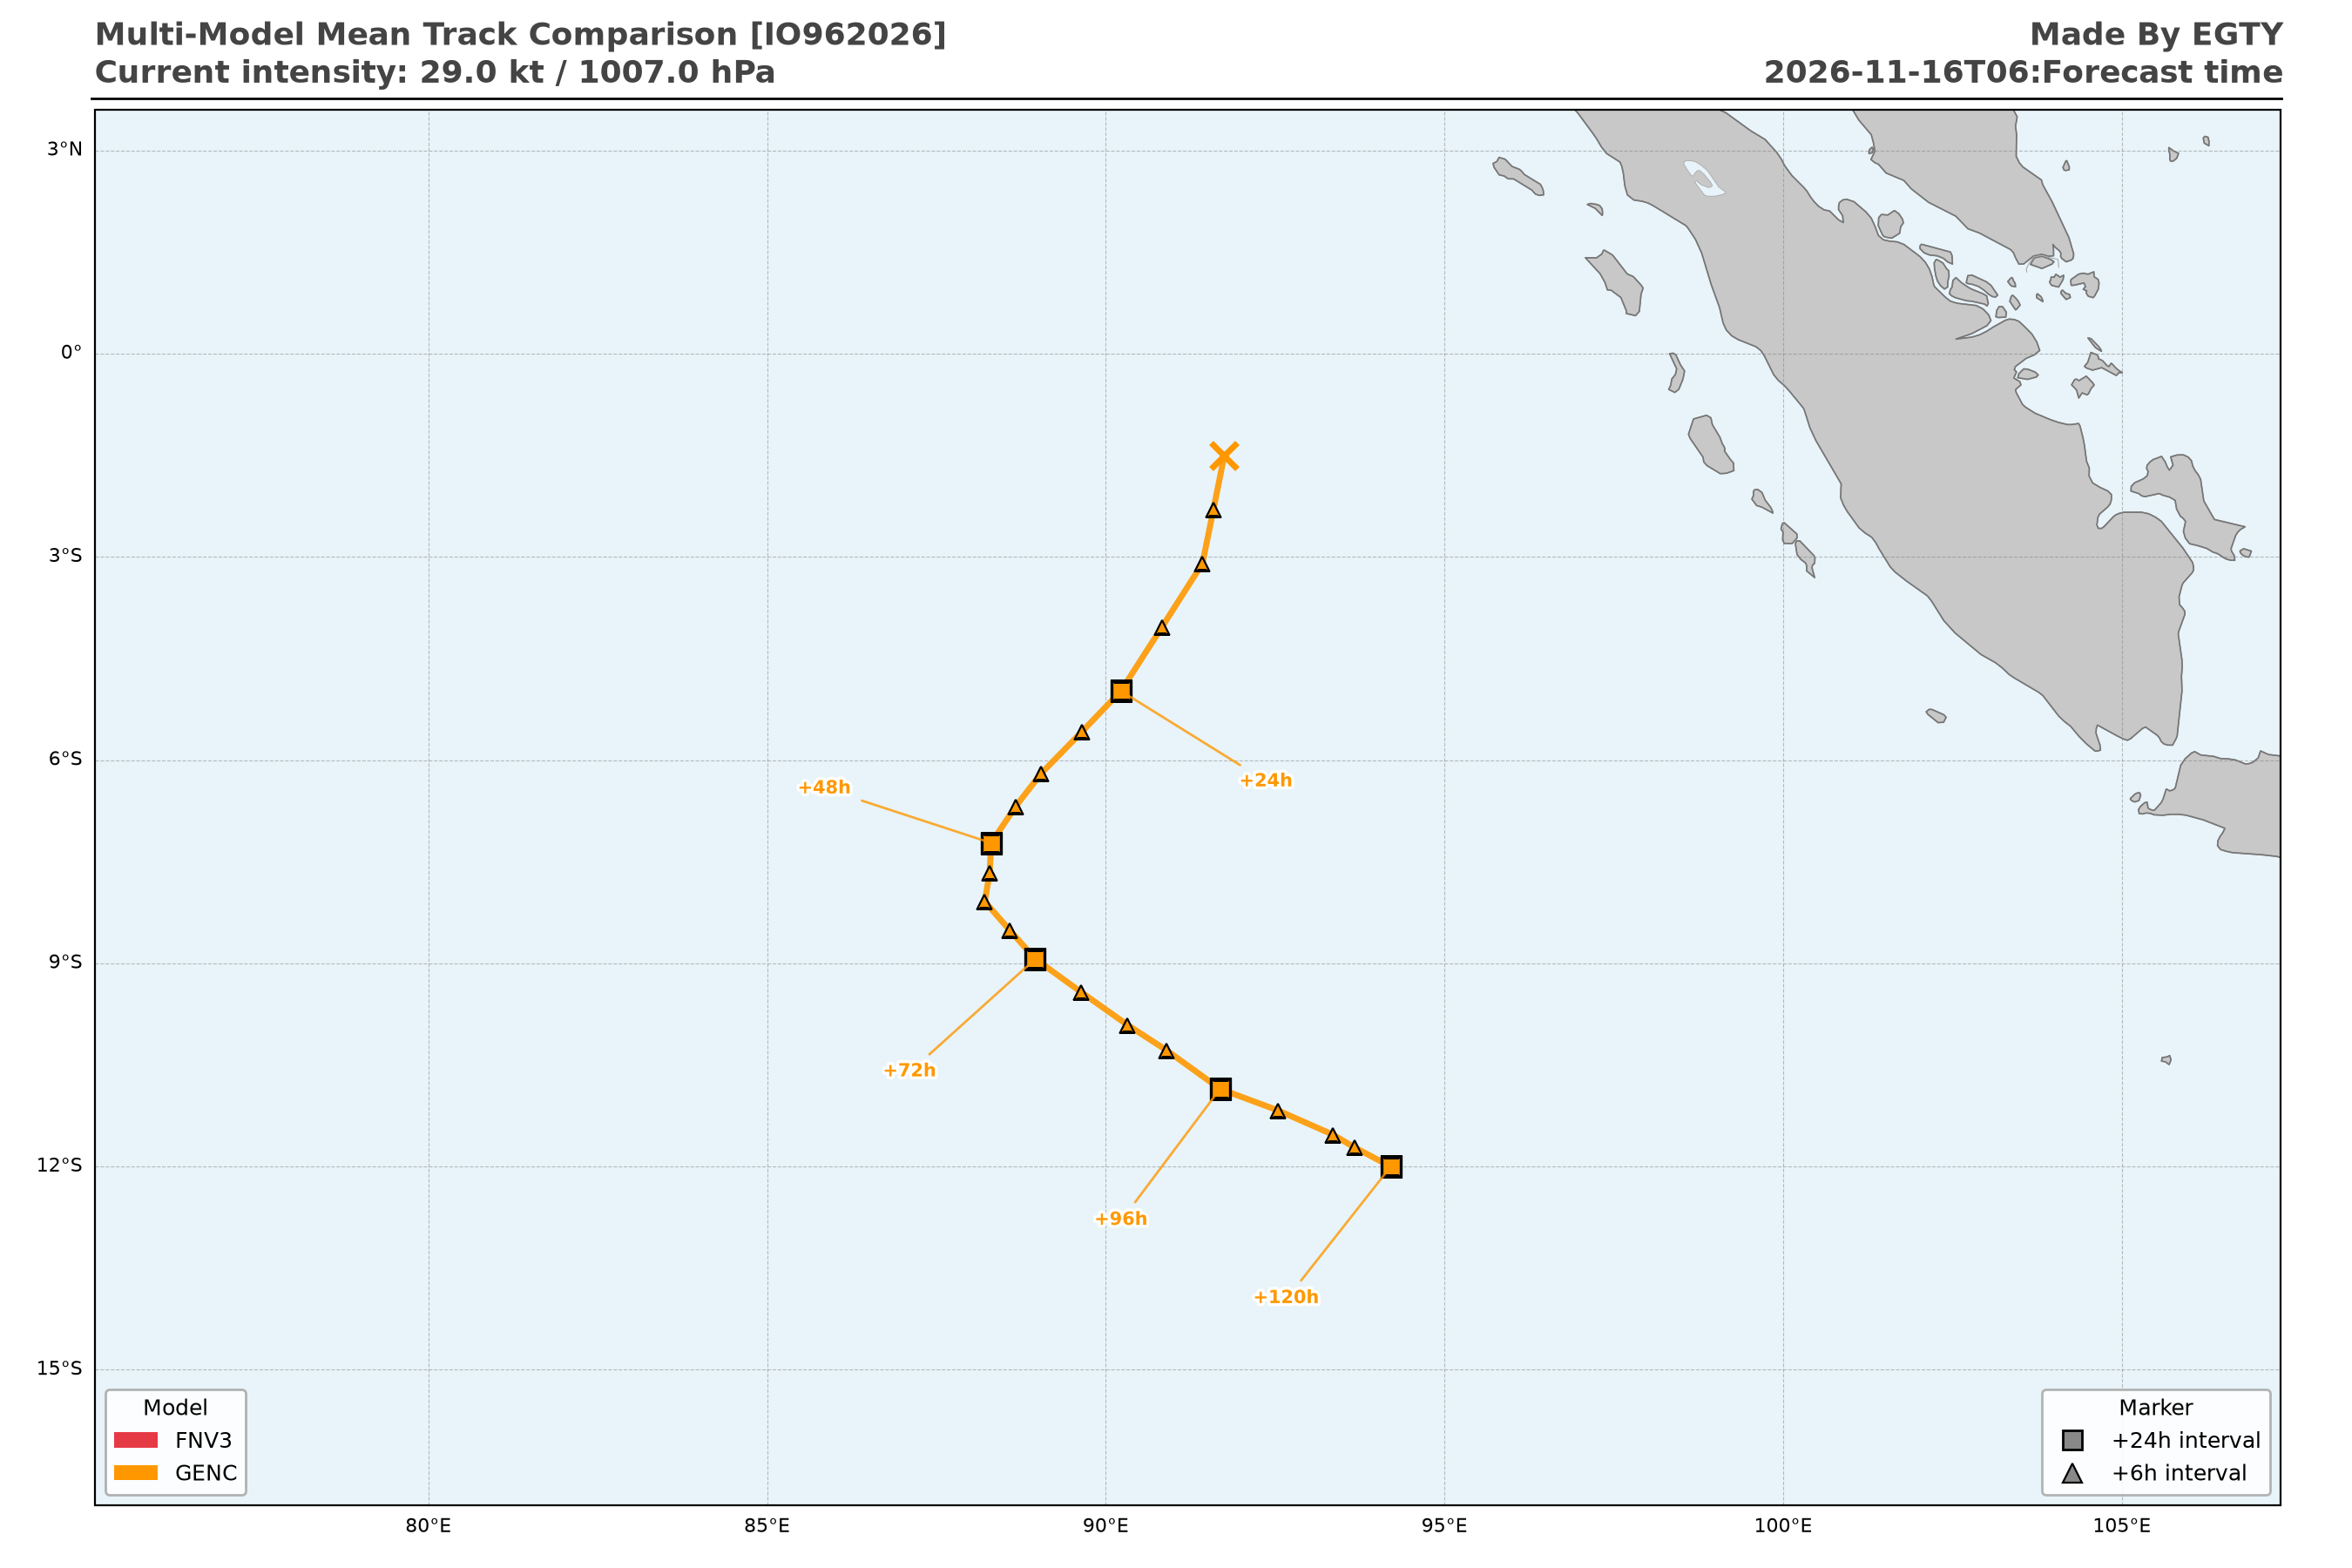 Multi-Model Mean Track Comparison [IO962026]
Current intensity: 29.0 kt / 1007.0 hPa
Made By EGTY
2026-11-16T06:Forecast time
3°N
0°
3°S
6°S
9°S
12°S
15°S
+24h
+48h
+72h
+96h
+120h
Model
FNV3
GENC
Marker
+24h interval
+6h interval
80°E
85°E
90°E
95°E
100°E
105°E